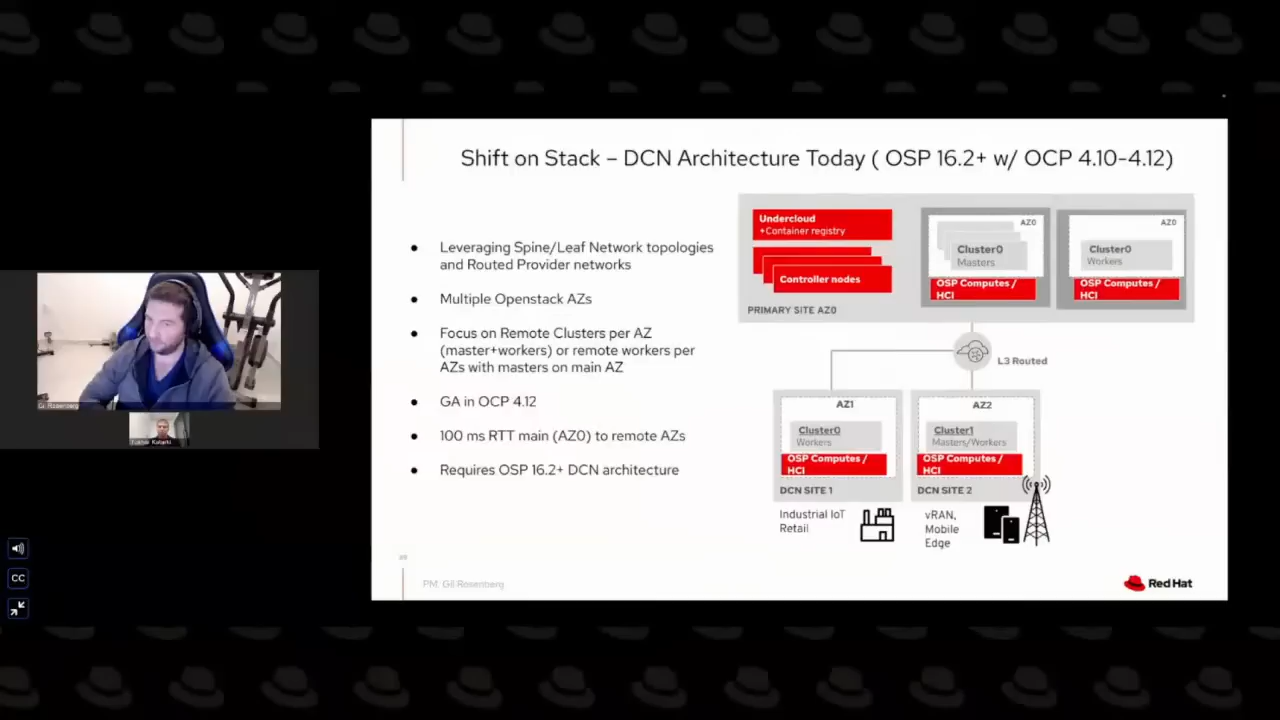 Shift on Stack – DCN Architecture Today ( OSP 16.2+ w/ OCP 4.10-4.12)
Leveraging Spine/Leaf Network topologies
and Routed Provider networks
Multiple Openstack AZs
Focus on Remote Clusters per AZ
(master+workers) or remote workers per
AZs with masters on main AZ
GA in OCP 4.12
100 ms RTT main (AZ0) to remote AZs
Requires OSP 16.2+ DCN architecture
Undercloud
+Container registry
Controller nodes
PRIMARY SITE AZ0
AZ0
Cluster0
Masters
OSP Computes /
HCI
AZ0
Cluster0
Workers
OSP Computes /
HCI
L3 Routed
AZ1
Cluster0
Workers
OSP Computes /
HCI
DCN SITE 1
Industrial IoT
Retail
AZ2
Cluster1
Masters/Workers
OSP Computes /
HCI
DCN SITE 2
vRAN,
Mobile
Edge
PM: Gil Rosenberg
Red Hat
Gil Rosenberg
CC